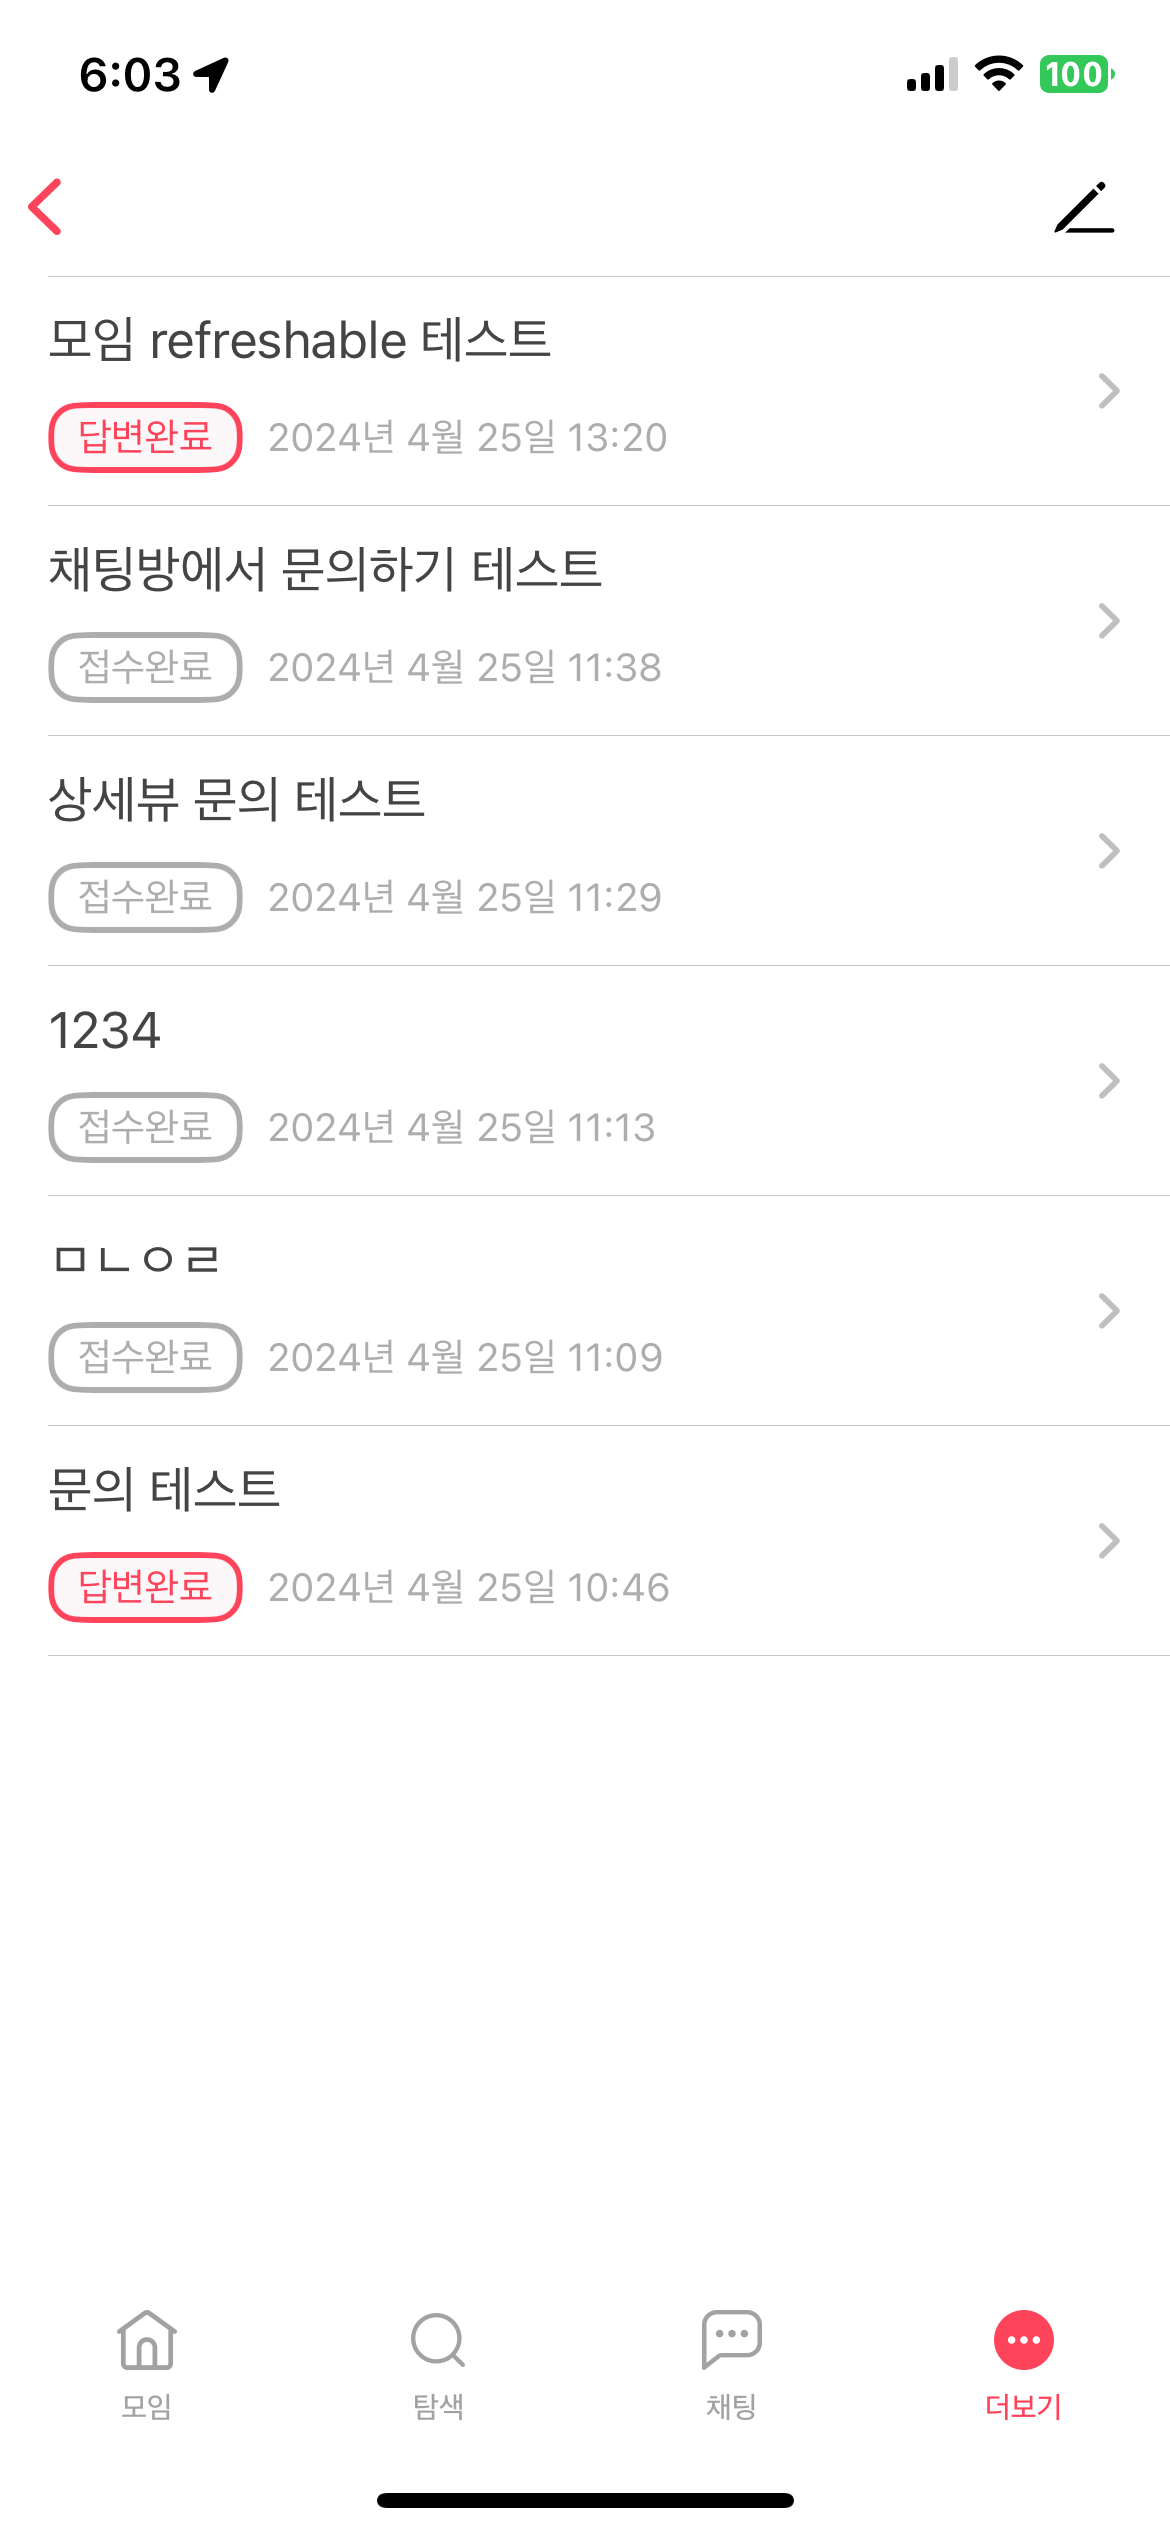 6:03
100
모임 refreshable 테스트
답변완료 2024년 4월 25일 13:20
채팅방에서 문의하기 테스트
접수완료 2024년 4월 25일 11:38
상세뷰 문의 테스트
접수완료 2024년 4월 25일 11:29
1234
접수완료 2024년 4월 25일 11:13
ㅁㄴㅇㄹ
접수완료 2024년 4월 25일 11:09
문의 테스트
답변완료 2024년 4월 25일 10:46
모임 탐색 채팅 더보기